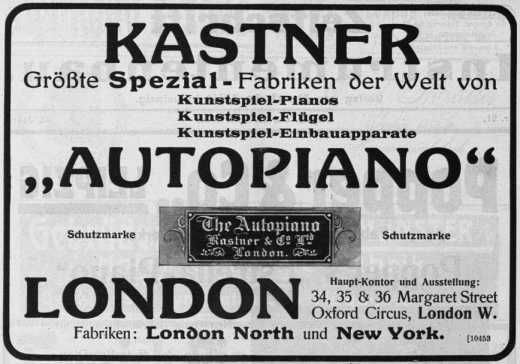 KASTNER
Größte Spezial-Fabriken der Welt von
Kunstspiel-Pianos
Kunstspiel-Flügel
Kunstspiel-Einbauapparate
„AUTOPIANO“
Schutzmarke
The Autopiano
Kastner & Co Ltd
London.
Schutzmarke
LONDON
Haupt-Kontor und Ausstellung:
34, 35 & 36 Margaret Street
Oxford Circus, London W.
Fabriken: London North und New York.
[10453